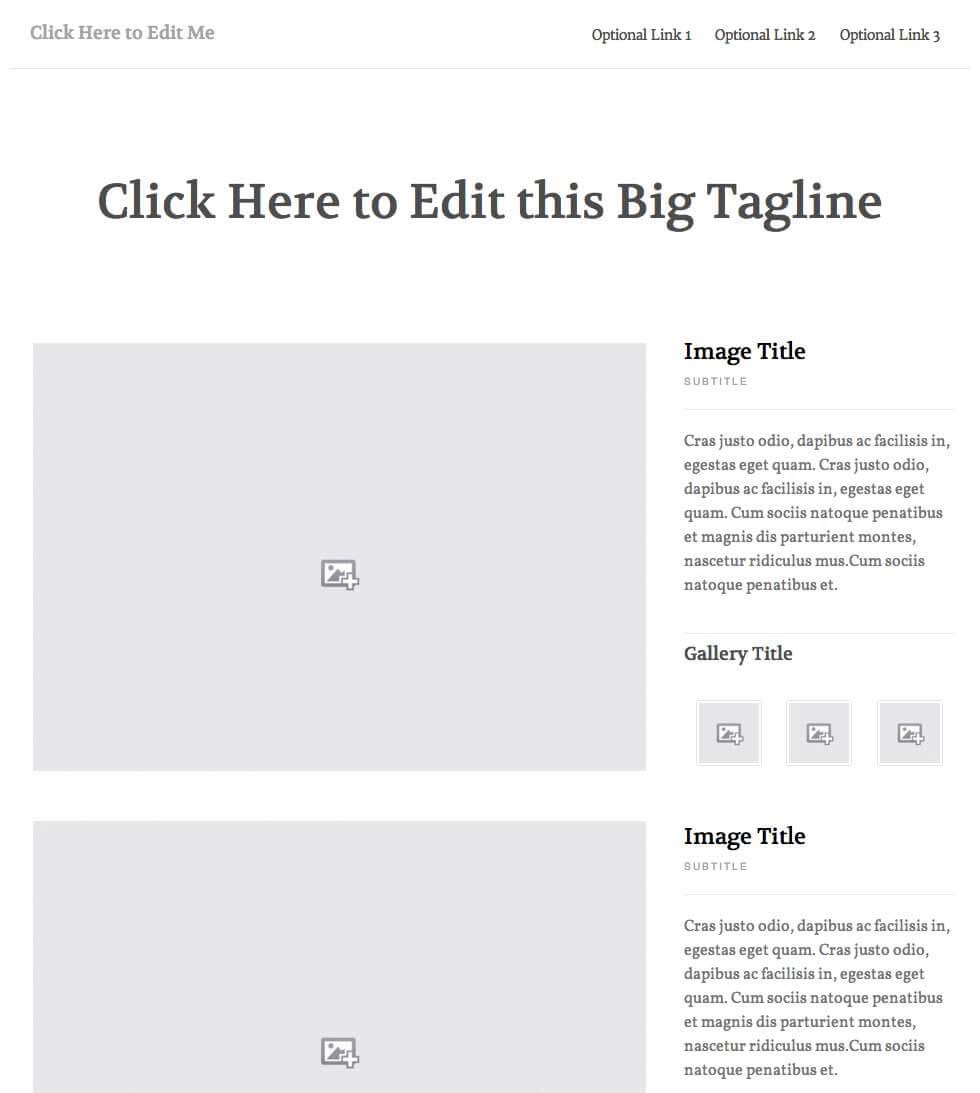 Click Here to Edit Me
Optional Link 1 Optional Link 2 Optional Link 3
Click Here to Edit this Big Tagline
Image Title
SUBTITLE
Cras justo odio, dapibus ac facilisis in,
egestas eget quam. Cras justo odio,
dapibus ac facilisis in, egestas eget
quam. Cum sociis natoque penatibus
et magnis dis parturient montes,
nascetur ridiculus mus.Cum sociis
natoque penatibus et.
Gallery Title
Image Title
SUBTITLE
Cras justo odio, dapibus ac facilisis in,
egestas eget quam. Cras justo odio,
dapibus ac facilisis in, egestas eget
quam. Cum sociis natoque penatibus
et magnis dis parturient montes,
nascetur ridiculus mus.Cum sociis
natoque penatibus et.